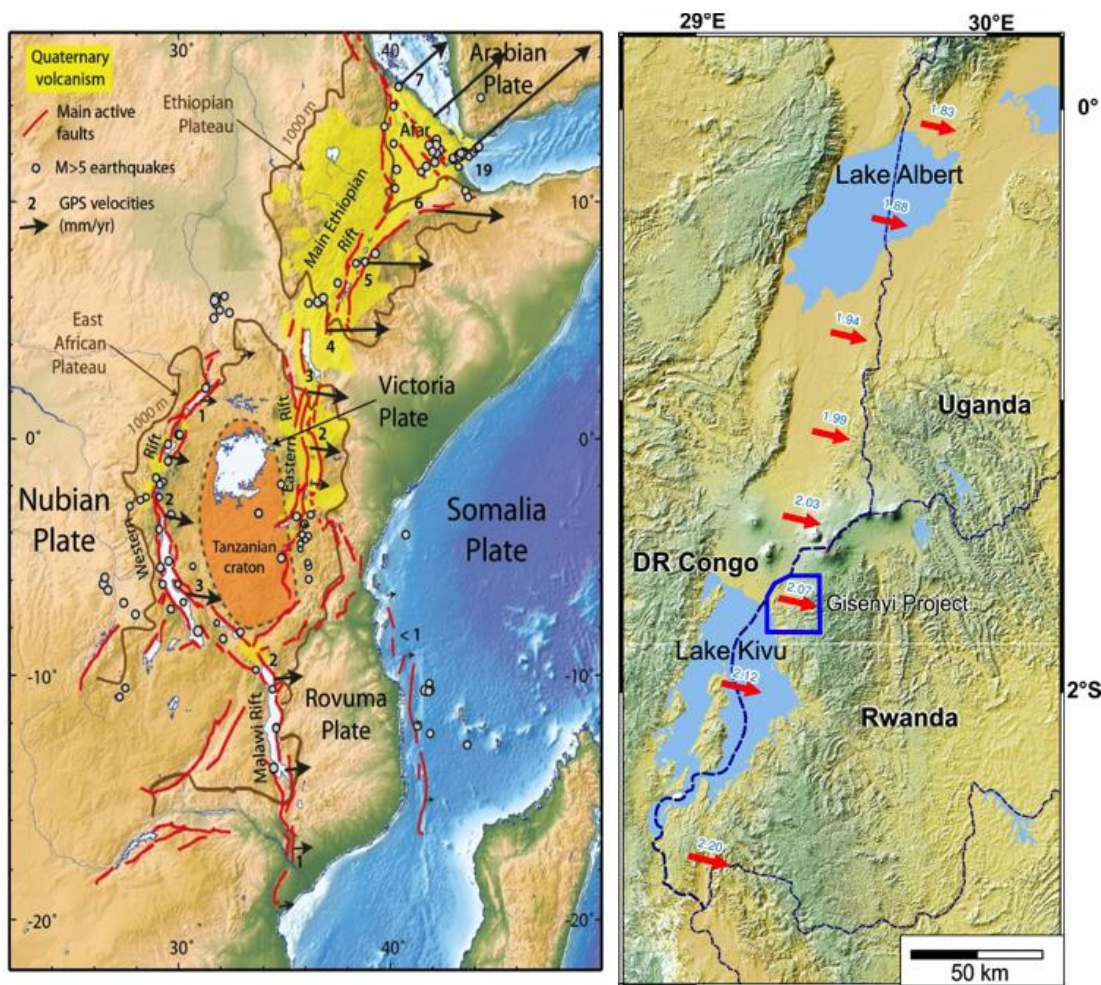 30°
40
Quaternary
volcanism
Main active
faults
M>5 earthquakes
2
GPS velocities
(mm/yr)
Ethiopian
Plateau
1000 m
Arabian
Plate
7
Afar
19
10°
10°
6
Main Ethiopian
Rift
5
4
East
African
Plateau
1000 m
3
Victoria
Plate
1
Rift
Eastern
Rift
2
0°
0°
Nubian
Plate
2
Western
Tanzanian
craton
Somalia
Plate
3
<1
2
-10°
-10°
Malawi Rift
Rovuma
Plate
1
-20°
-20°
30°
40°
29°E
30°E
0°
1.83
Lake Albert
1.88
1.94
1.99
Uganda
2.03
DR Congo
2.07
Gisenyi Project
Lake Kivu
2.12
2°S
Rwanda
2.20
50 km
29°E
30°E